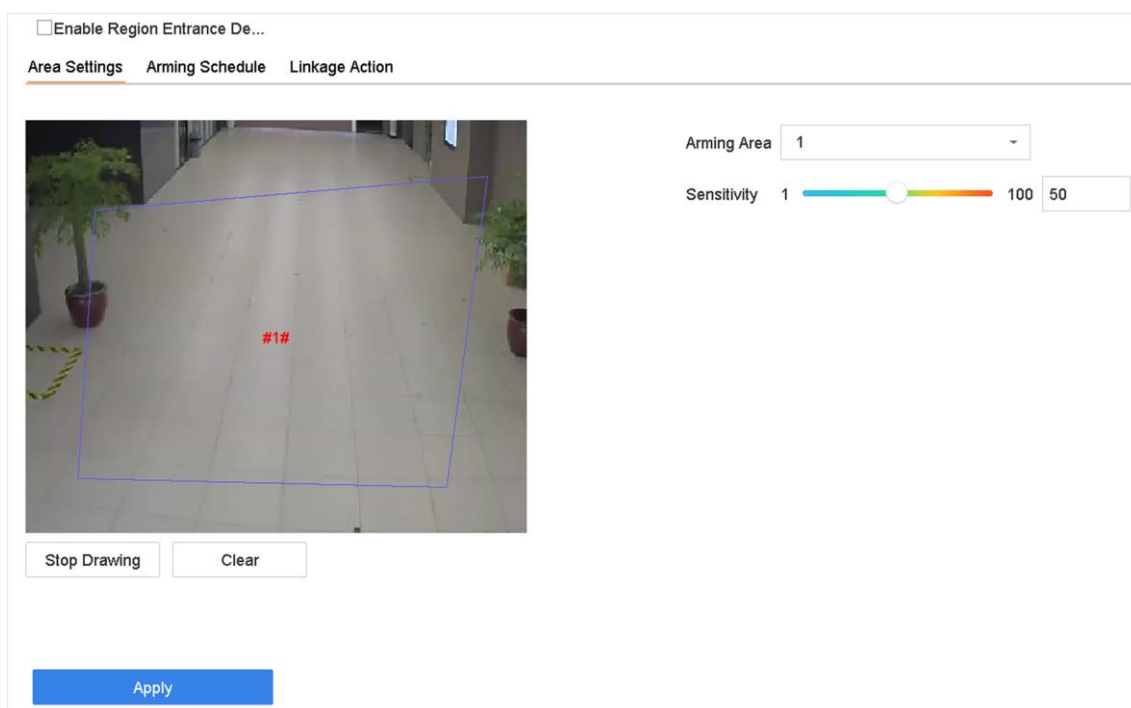 Enable Region Entrance De...
Area Settings Arming Schedule Linkage Action
Arming Area 1
Sensitivity 1 100 50
#1#
Stop Drawing Clear
Apply